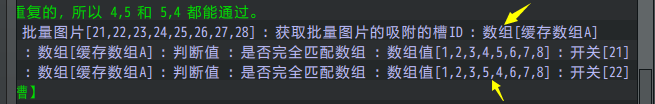 重复的，所以 4,5 和 5,4 都能通过。
批量图片[21,22,23,24,25,26,27,28] : 获取批量图片的吸附的槽ID : 数组[缓存数组A]
: 数组[缓存数组A] : 判断值 : 是否完全匹配数组 : 数组值[1,2,3,4,5,6,7,8] : 开关[21]
: 数组[缓存数组A] : 判断值 : 是否完全匹配数组 : 数组值[1,2,3,5,4,6,7,8] : 开关[22]
槽】